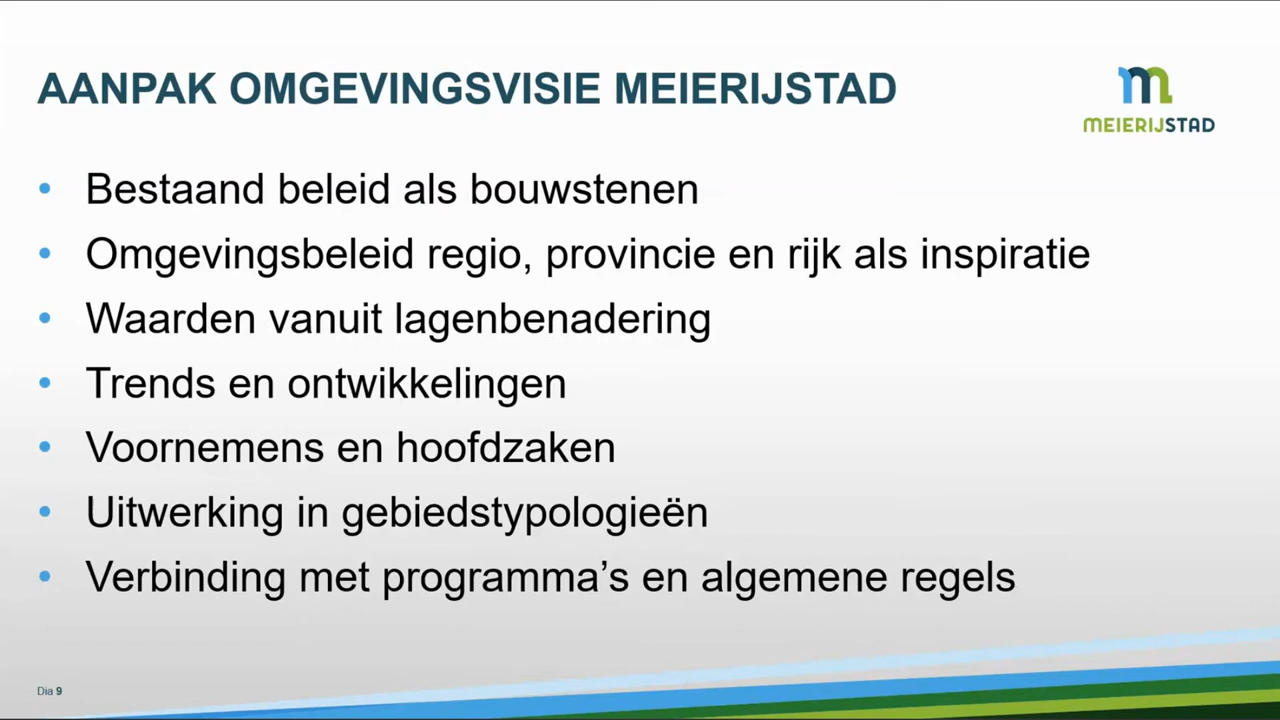 AANPAK OMGEVINGSVISIE MEIERIJSTAD
MEIERIJSTAD
• Bestaand beleid als bouwstenen
• Omgevingsbeleid regio, provincie en rijk als inspiratie
• Waarden vanuit lagenbenadering
• Trends en ontwikkelingen
• Voornemens en hoofdzaken
• Uitwerking in gebiedstypologieën
• Verbinding met programma’s en algemene regels
Dia 9